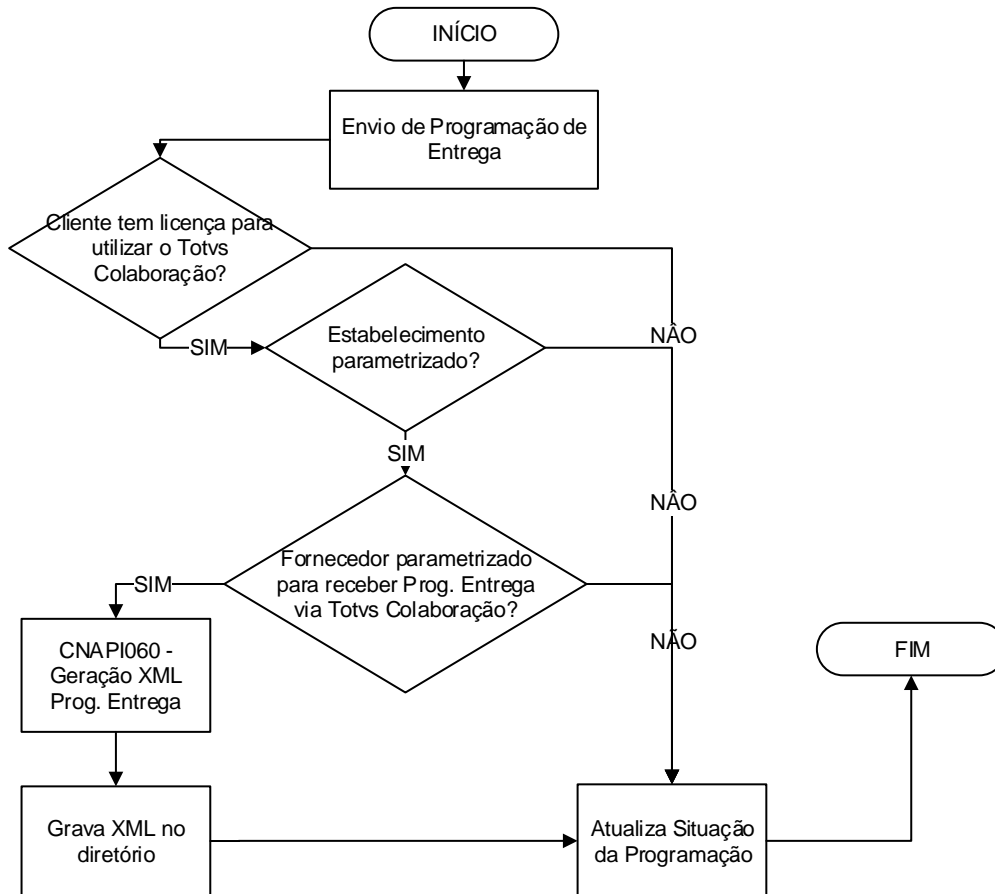 INÍCIO
Envio de Programação de
Entrega
Cliente tem licença para
utilizar o Totvs
Colaboração?
NÃO
SIM
Estabelecimento
parametrizado?
SIM
NÃO
Fornecedor parametrizado
para receber Prog. Entrega
via Totvs Colaboração?
SIM
NÃO
CNAPI060 -
Geração XML
Prog. Entrega
FIM
Grava XML no
diretório
Atualiza Situação
da Programação